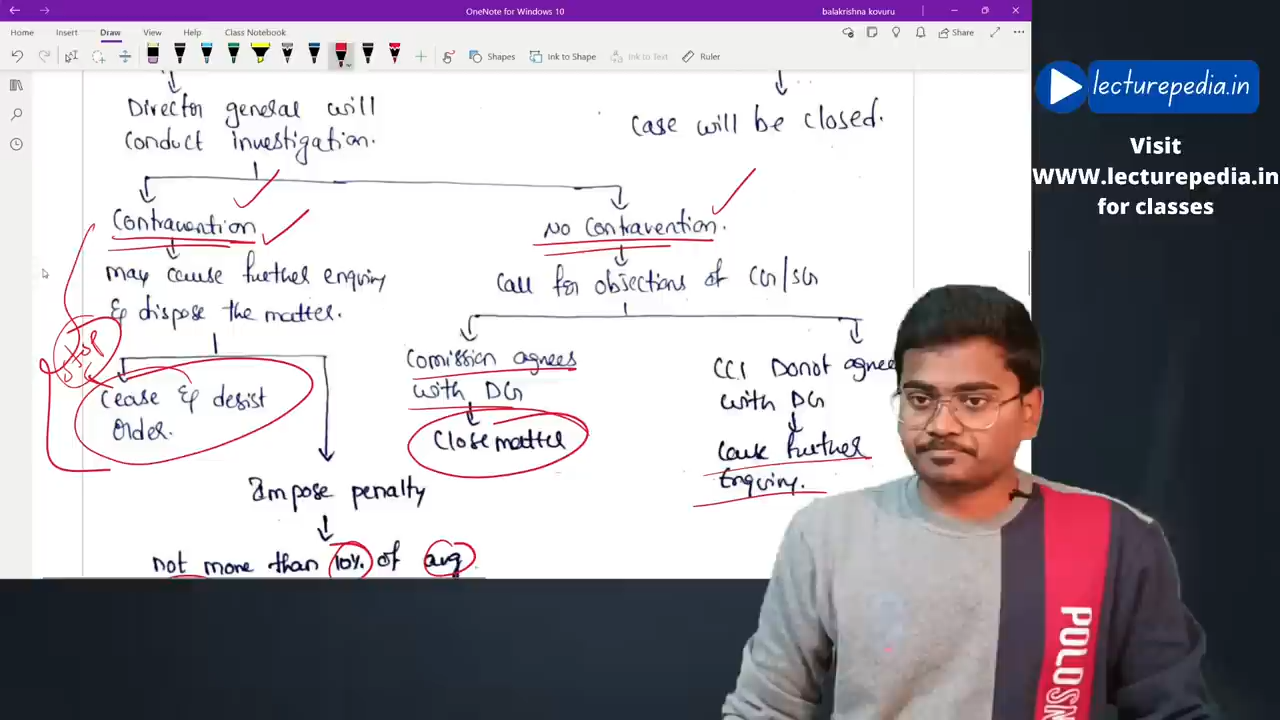 OneNote for Windows 10
balakrishna kovuru
Home Insert Draw View Help Class Notebook
Share
Shapes Ink to Shape Ink to Text Ruler
Director general will
conduct investigation.
case will be closed.
Contravention
No Contravention.
may cause further enquiry
& dispose the matter.
Call for objections of CG/SG
stop
Cease & desist
Order.
Comission agrees
with DG
Close matter
CCI Donot agree
with DG
Cause further
Enquiry.
Impose penalty
not more than 10% of avg
lecturepedia.in
Visit
WWW.lecturepedia.in
for classes
POLO